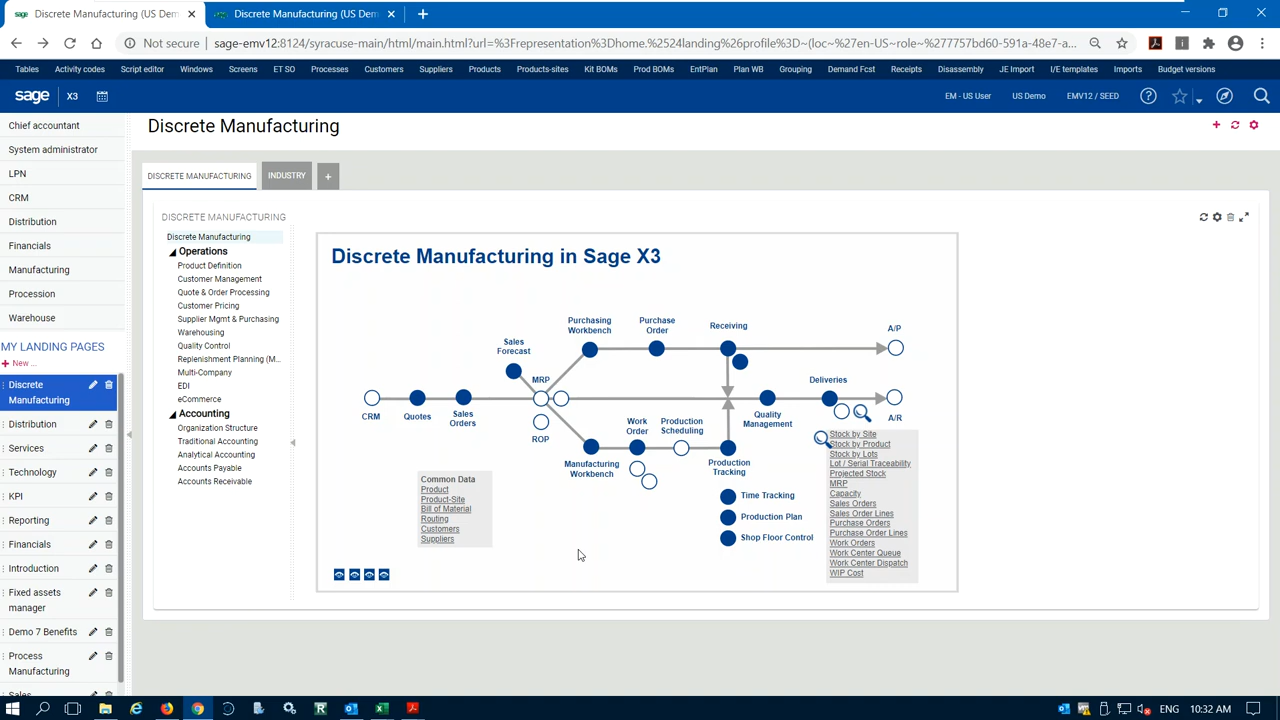 Discrete Manufacturing (US Dem
Discrete Manufacturing (US Dem
Not secure
sage-emv12:8124/syracuse-main/html/main.html?url=%3Frepresentation%3Dhome.%2524landing%26profile%3D~(loc~%27en-US~role~%277757bd60-591a-48e7-a...
Tables Activity codes Script editor Windows Screens ET SO Processes Customers Suppliers Products Products-sites Kit BOMs Prod BOMs EntPlan Plan WB Grouping Demand Fcst Receipts Disassembly JE Import I/E templates Imports Budget versions
sage X3
EM - US User US Demo EMV12 / SEED
Chief accountant
System administrator
LPN
CRM
Distribution
Financials
Manufacturing
Procession
Warehouse
MY LANDING PAGES
New ...
Discrete
Manufacturing
Distribution
Services
Technology
KPI
Reporting
Financials
Introduction
Fixed assets
manager
Demo 7 Benefits
Process
Manufacturing
Discrete Manufacturing
DISCRETE MANUFACTURING
INDUSTRY
+
DISCRETE MANUFACTURING
Discrete Manufacturing
Operations
Product Definition
Customer Management
Quote & Order Processing
Customer Pricing
Supplier Mgmt & Purchasing
Warehousing
Quality Control
Replenishment Planning (M...
Multi-Company
EDI
eCommerce
Accounting
Organization Structure
Traditional Accounting
Analytical Accounting
Accounts Payable
Accounts Receivable
Discrete Manufacturing in Sage X3
Purchasing
Workbench
Purchase
Order
Receiving
A/P
Sales
Forecast
MRP
Deliveries
CRM
Quotes
Sales
Orders
ROP
Quality
Management
A/R
Work
Order
Production
Scheduling
Manufacturing
Workbench
Production
Tracking
Time Tracking
Production Plan
Shop Floor Control
Common Data
Product
Product-Site
Bill of Material
Routing
Customers
Suppliers
Stock by Site
Stock by Product
Stock by Lots
Lot / Serial Traceability
Projected Stock
MRP
Capacity
Sales Orders
Sales Order Lines
Purchase Orders
Purchase Order Lines
Work Orders
Work Center Queue
Work Center Dispatch
WIP Cost
ENG 10:32 AM